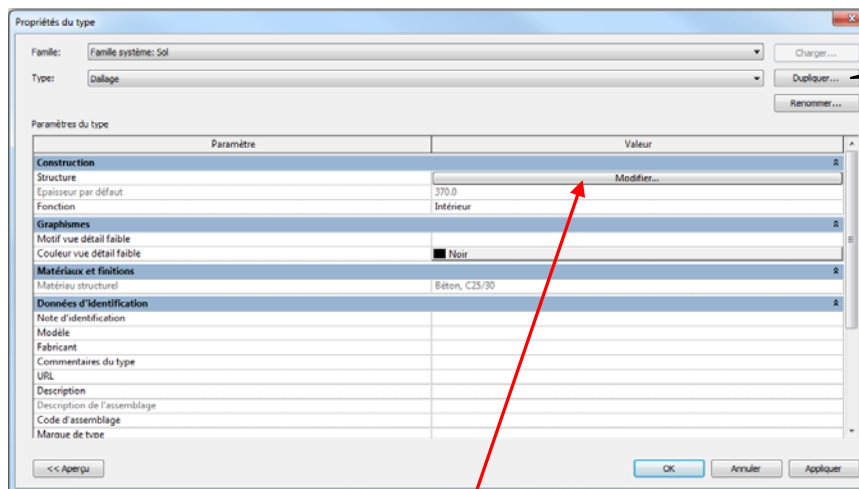 Propriétés du type
Famille: Famille système: Sol Charger...
Type: Dallage Dupliquer...
Renommer...
Paramètres du type
Paramètre Valeur
Construction
Structure Modifier...
Epaisseur par défaut 370.0
Fonction Intérieur
Graphismes
Motif vue détail faible
Couleur vue détail faible Noir
Matériaux et finitions
Matériau structurel Béton, C25/30
Données d'identification
Note d'identification
Modèle
Fabricant
Commentaires du type
URL
Description
Description de l'assemblage
Code d'assemblage
Marque de type
<< Aperçu OK Annuler Appliquer